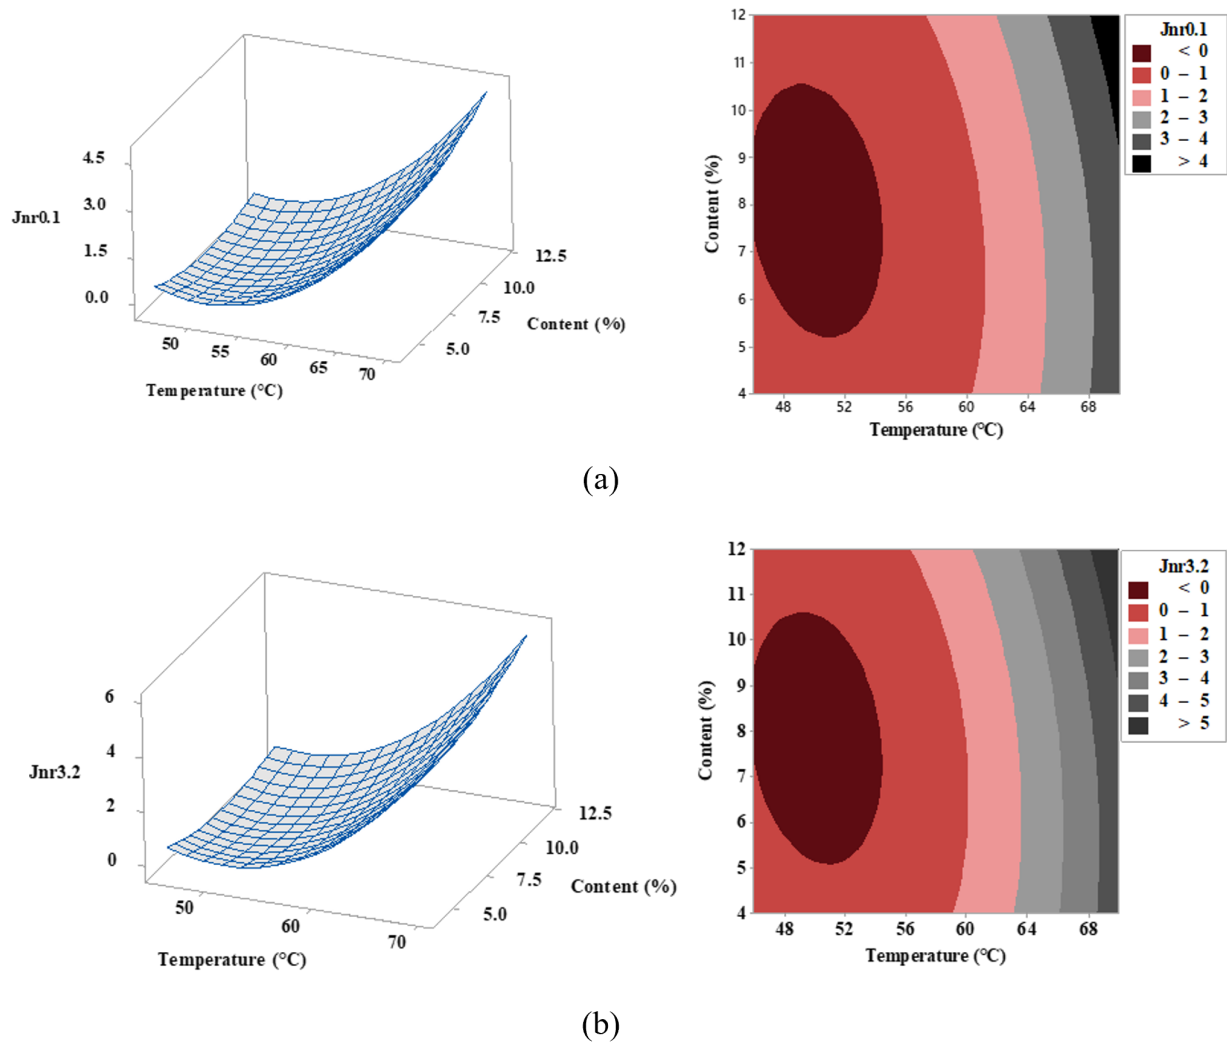 4.5
3.0
1.5
0.0
Jnr0.1
50
55
60
65
70
Temperature (°C)
5.0
7.5
10.0
12.5
Content (%)
12
11
10
9
8
7
6
5
4
Content (%)
48
52
56
60
64
68
Temperature (°C)
Jnr0.1
< 0
0 – 1
1 – 2
2 – 3
3 – 4
> 4
(a)
6
4
2
0
Jnr3.2
50
60
70
Temperature (°C)
5.0
7.5
10.0
12.5
Content (%)
12
11
10
9
8
7
6
5
4
Content (%)
48
52
56
60
64
68
Temperature (°C)
Jnr3.2
< 0
0 – 1
1 – 2
2 – 3
3 – 4
4 – 5
> 5
(b)